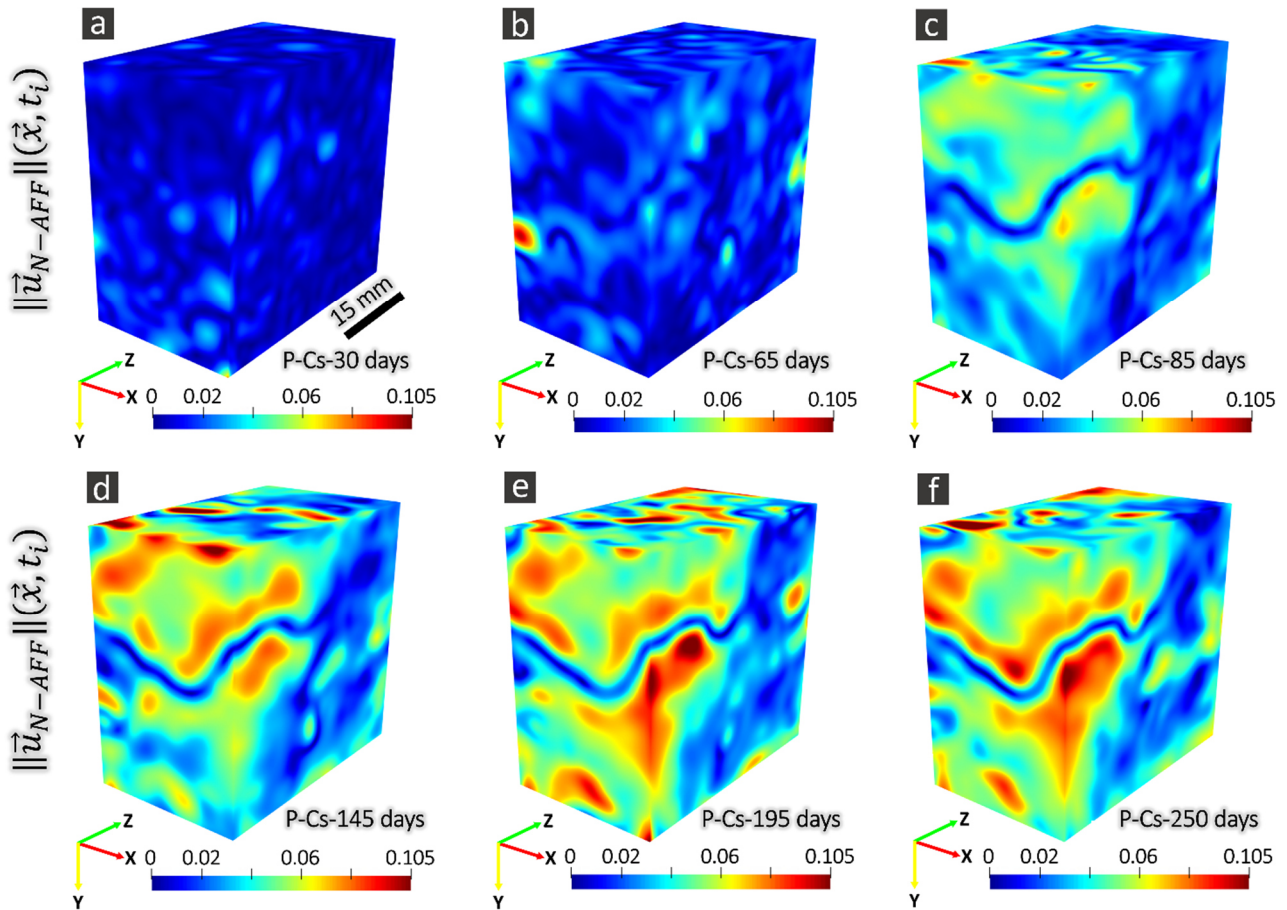 a
b
c
‖u⃗_{N−AFF}‖(x⃗, t_i)
15 mm
Z
X
Y
P-Cs-30 days
0 0.02 0.06 0.105
Z
X
Y
P-Cs-65 days
0 0.02 0.06 0.105
Z
X
Y
P-Cs-85 days
0 0.02 0.06 0.105
d
e
f
‖u⃗_{N−AFF}‖(x⃗, t_i)
Z
X
Y
P-Cs-145 days
0 0.02 0.06 0.105
Z
X
Y
P-Cs-195 days
0 0.02 0.06 0.105
Z
X
Y
P-Cs-250 days
0 0.02 0.06 0.105